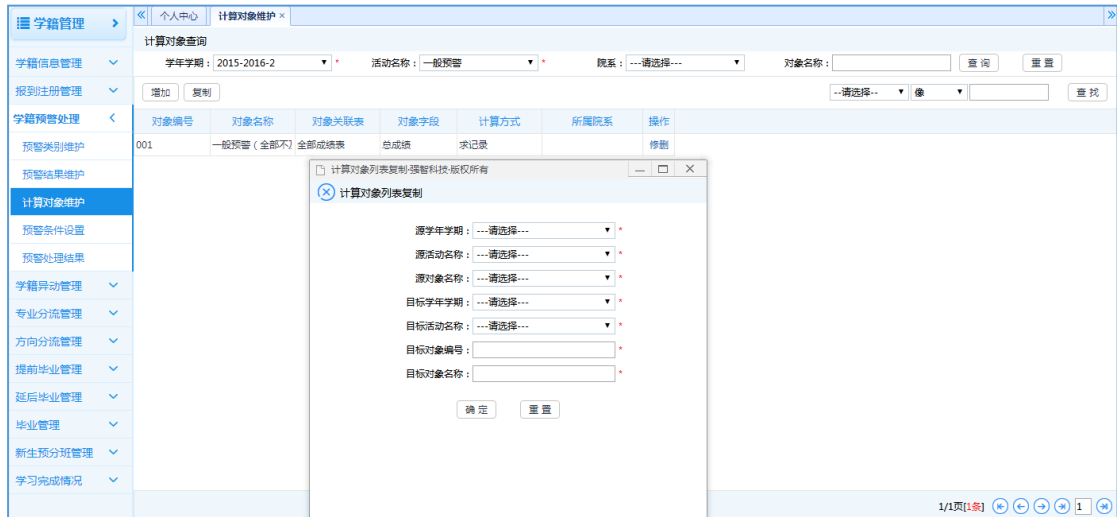 学籍管理
个人中心 计算对象维护 ×
计算对象查询
学年学期： 2015-2016-2 * 活动名称： 一般预警 * 院系： ---请选择--- 对象名称： 查 询 重 置
增加 复制 --请选择-- 像 查 找
对象编号 对象名称 对象关联表 对象字段 计算方式 所属院系 操作
001 一般预警（全部不及 全部成绩表 总成绩 求记录 修删
学籍信息管理
报到注册管理
学籍预警处理
预警类别维护
预警结果维护
计算对象维护
预警条件设置
预警处理结果
学籍异动管理
专业分流管理
方向分流管理
提前毕业管理
延后毕业管理
毕业管理
新生预分班管理
学习完成情况
计算对象列表复制-强智科技-版权所有
计算对象列表复制
源学年学期： ---请选择--- *
源活动名称： ---请选择--- *
源对象名称： ---请选择--- *
目标学年学期： ---请选择--- *
目标活动名称： ---请选择--- *
目标对象编号： *
目标对象名称： *
确 定 重 置
1/1页[1条] 1